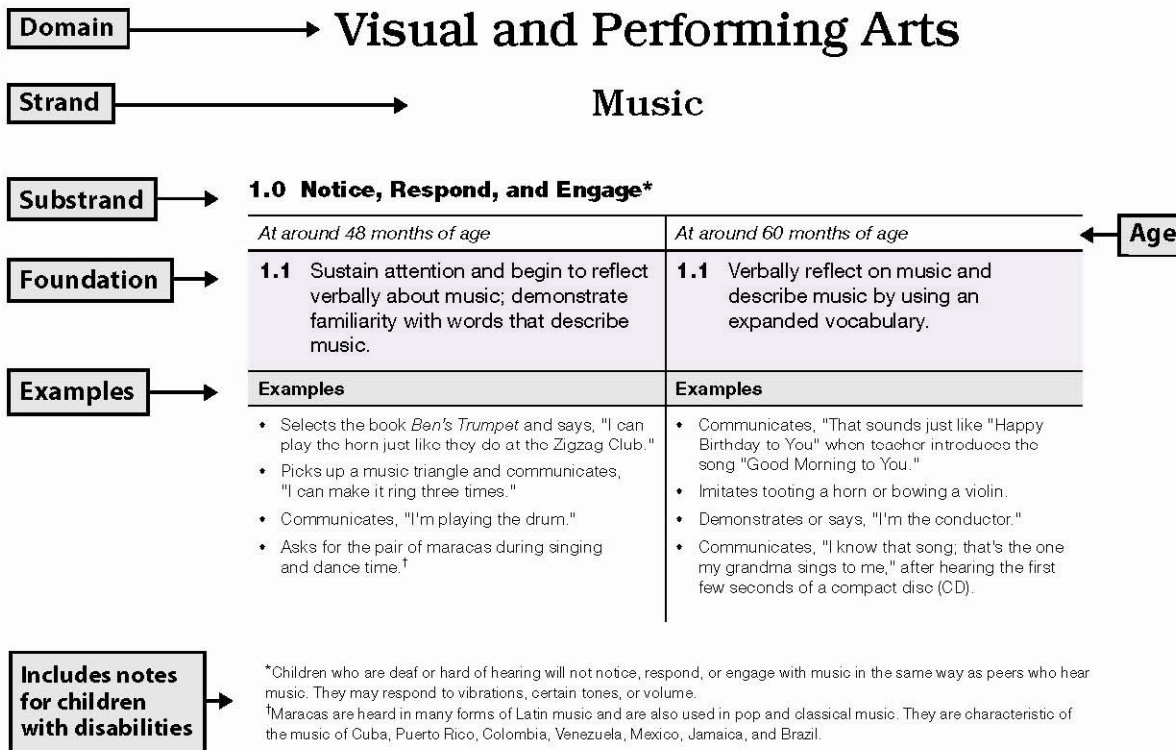 Domain
Visual and Performing Arts
Strand
Music
Substrand
1.0 Notice, Respond, and Engage*
At around 48 months of age
At around 60 months of age
Age
Foundation
1.1 Sustain attention and begin to reflect
verbally about music; demonstrate
familiarity with words that describe
music.
1.1 Verbally reflect on music and
describe music by using an
expanded vocabulary.
Examples
Examples
Examples
• Selects the book Ben's Trumpet and says, "I can
play the horn just like they do at the Zigzag Club."
• Picks up a music triangle and communicates,
"I can make it ring three times."
• Communicates, "I'm playing the drum."
• Asks for the pair of maracas during singing
and dance time.†
• Communicates, "That sounds just like "Happy
Birthday to You" when teacher introduces the
song "Good Morning to You."
• Imitates tooting a horn or bowing a violin.
• Demonstrates or says, "I'm the conductor."
• Communicates, "I know that song; that's the one
my grandma sings to me," after hearing the first
few seconds of a compact disc (CD).
Includes notes
for children
with disabilities
*Children who are deaf or hard of hearing will not notice, respond, or engage with music in the same way as peers who hear
music. They may respond to vibrations, certain tones, or volume.
†Maracas are heard in many forms of Latin music and are also used in pop and classical music. They are characteristic of
the music of Cuba, Puerto Rico, Colombia, Venezuela, Mexico, Jamaica, and Brazil.